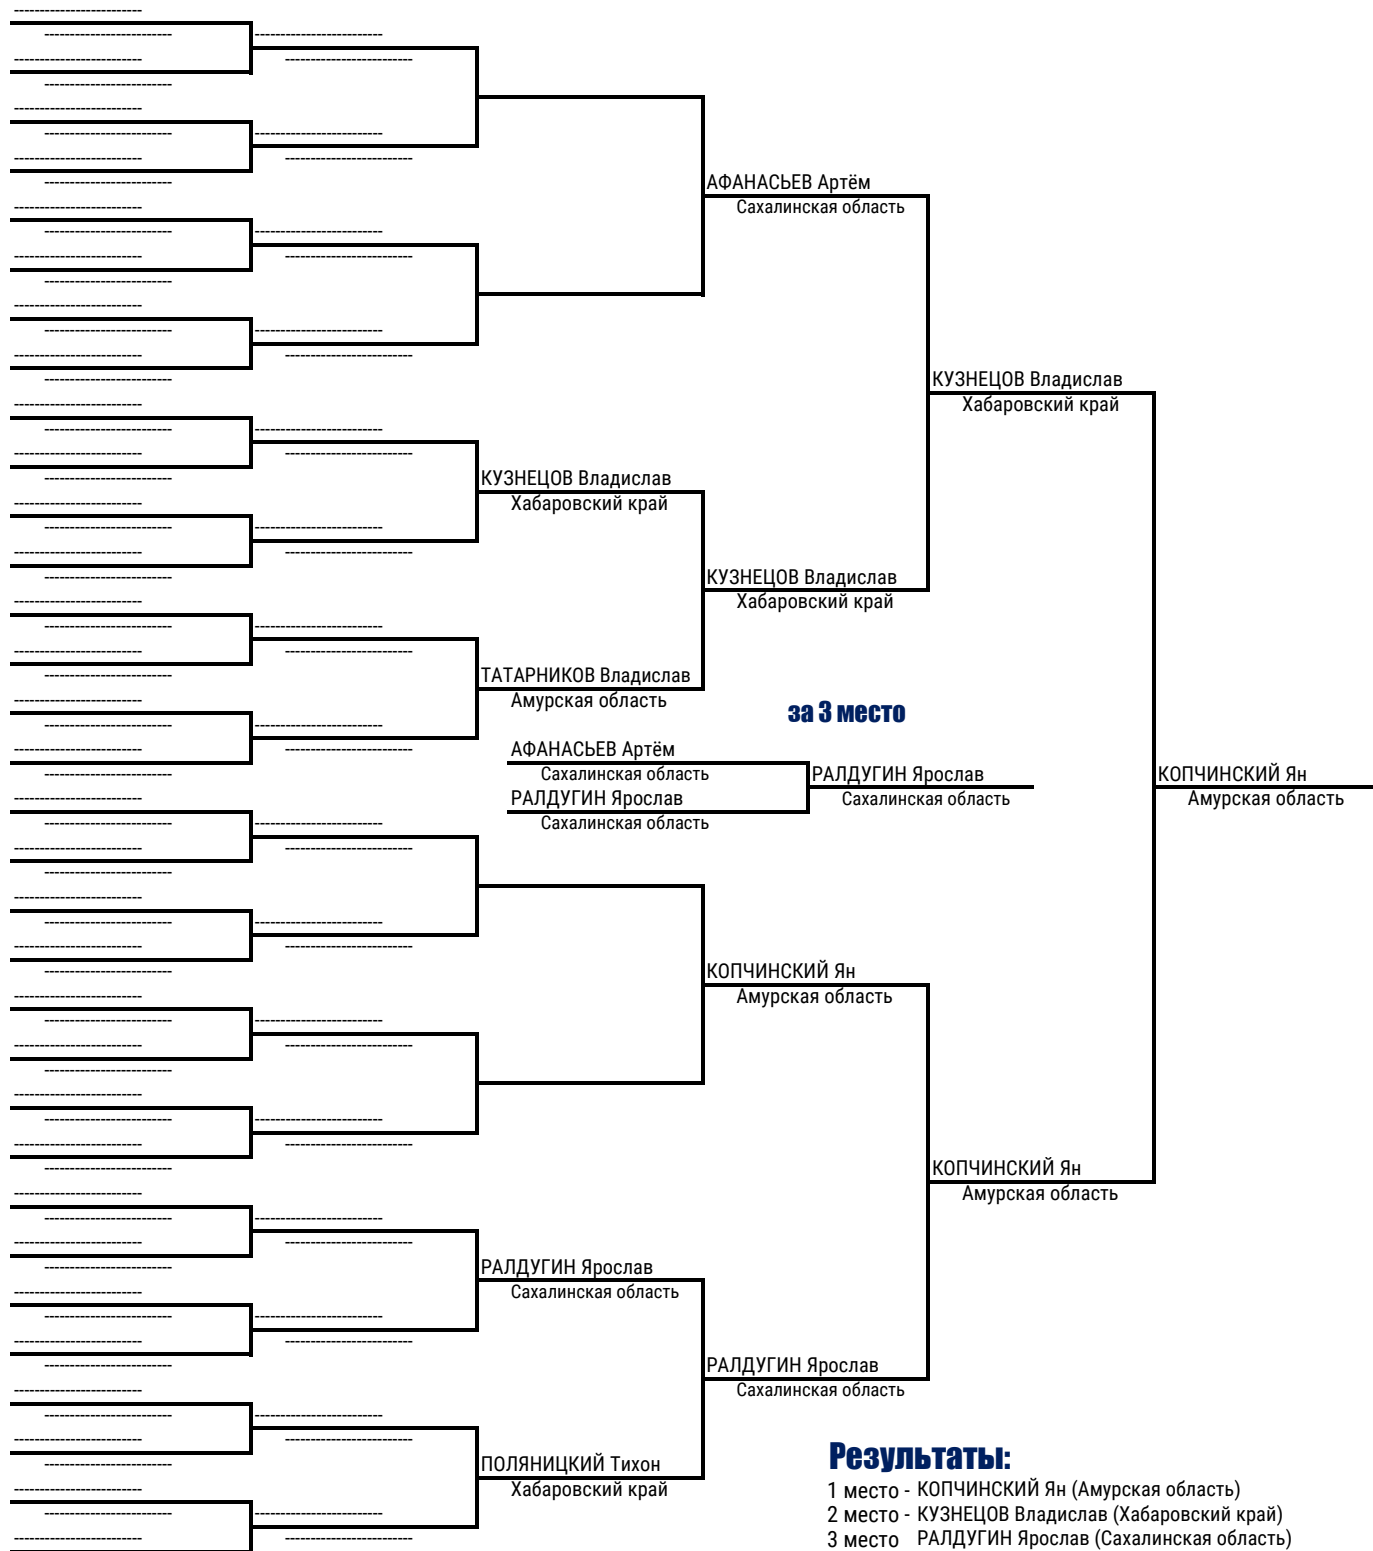 АФАНАСЬЕВ Артём
Сахалинская область
КУЗНЕЦОВ Владислав
Хабаровский край
КУЗНЕЦОВ Владислав
Хабаровский край
КУЗНЕЦОВ Владислав
Хабаровский край
ТАТАРНИКОВ Владислав
Амурская область
за 3 место
АФАНАСЬЕВ Артём
Сахалинская область
РАЛДУГИН Ярослав
Сахалинская область
РАЛДУГИН Ярослав
Сахалинская область
КОПЧИНСКИЙ Ян
Амурская область
КОПЧИНСКИЙ Ян
Амурская область
КОПЧИНСКИЙ Ян
Амурская область
РАЛДУГИН Ярослав
Сахалинская область
РАЛДУГИН Ярослав
Сахалинская область
ПОЛЯНИЦКИЙ Тихон
Хабаровский край
Результаты:
1 место - КОПЧИНСКИЙ Ян (Амурская область)
2 место - КУЗНЕЦОВ Владислав (Хабаровский край)
3 место РАЛДУГИН Ярослав (Сахалинская область)